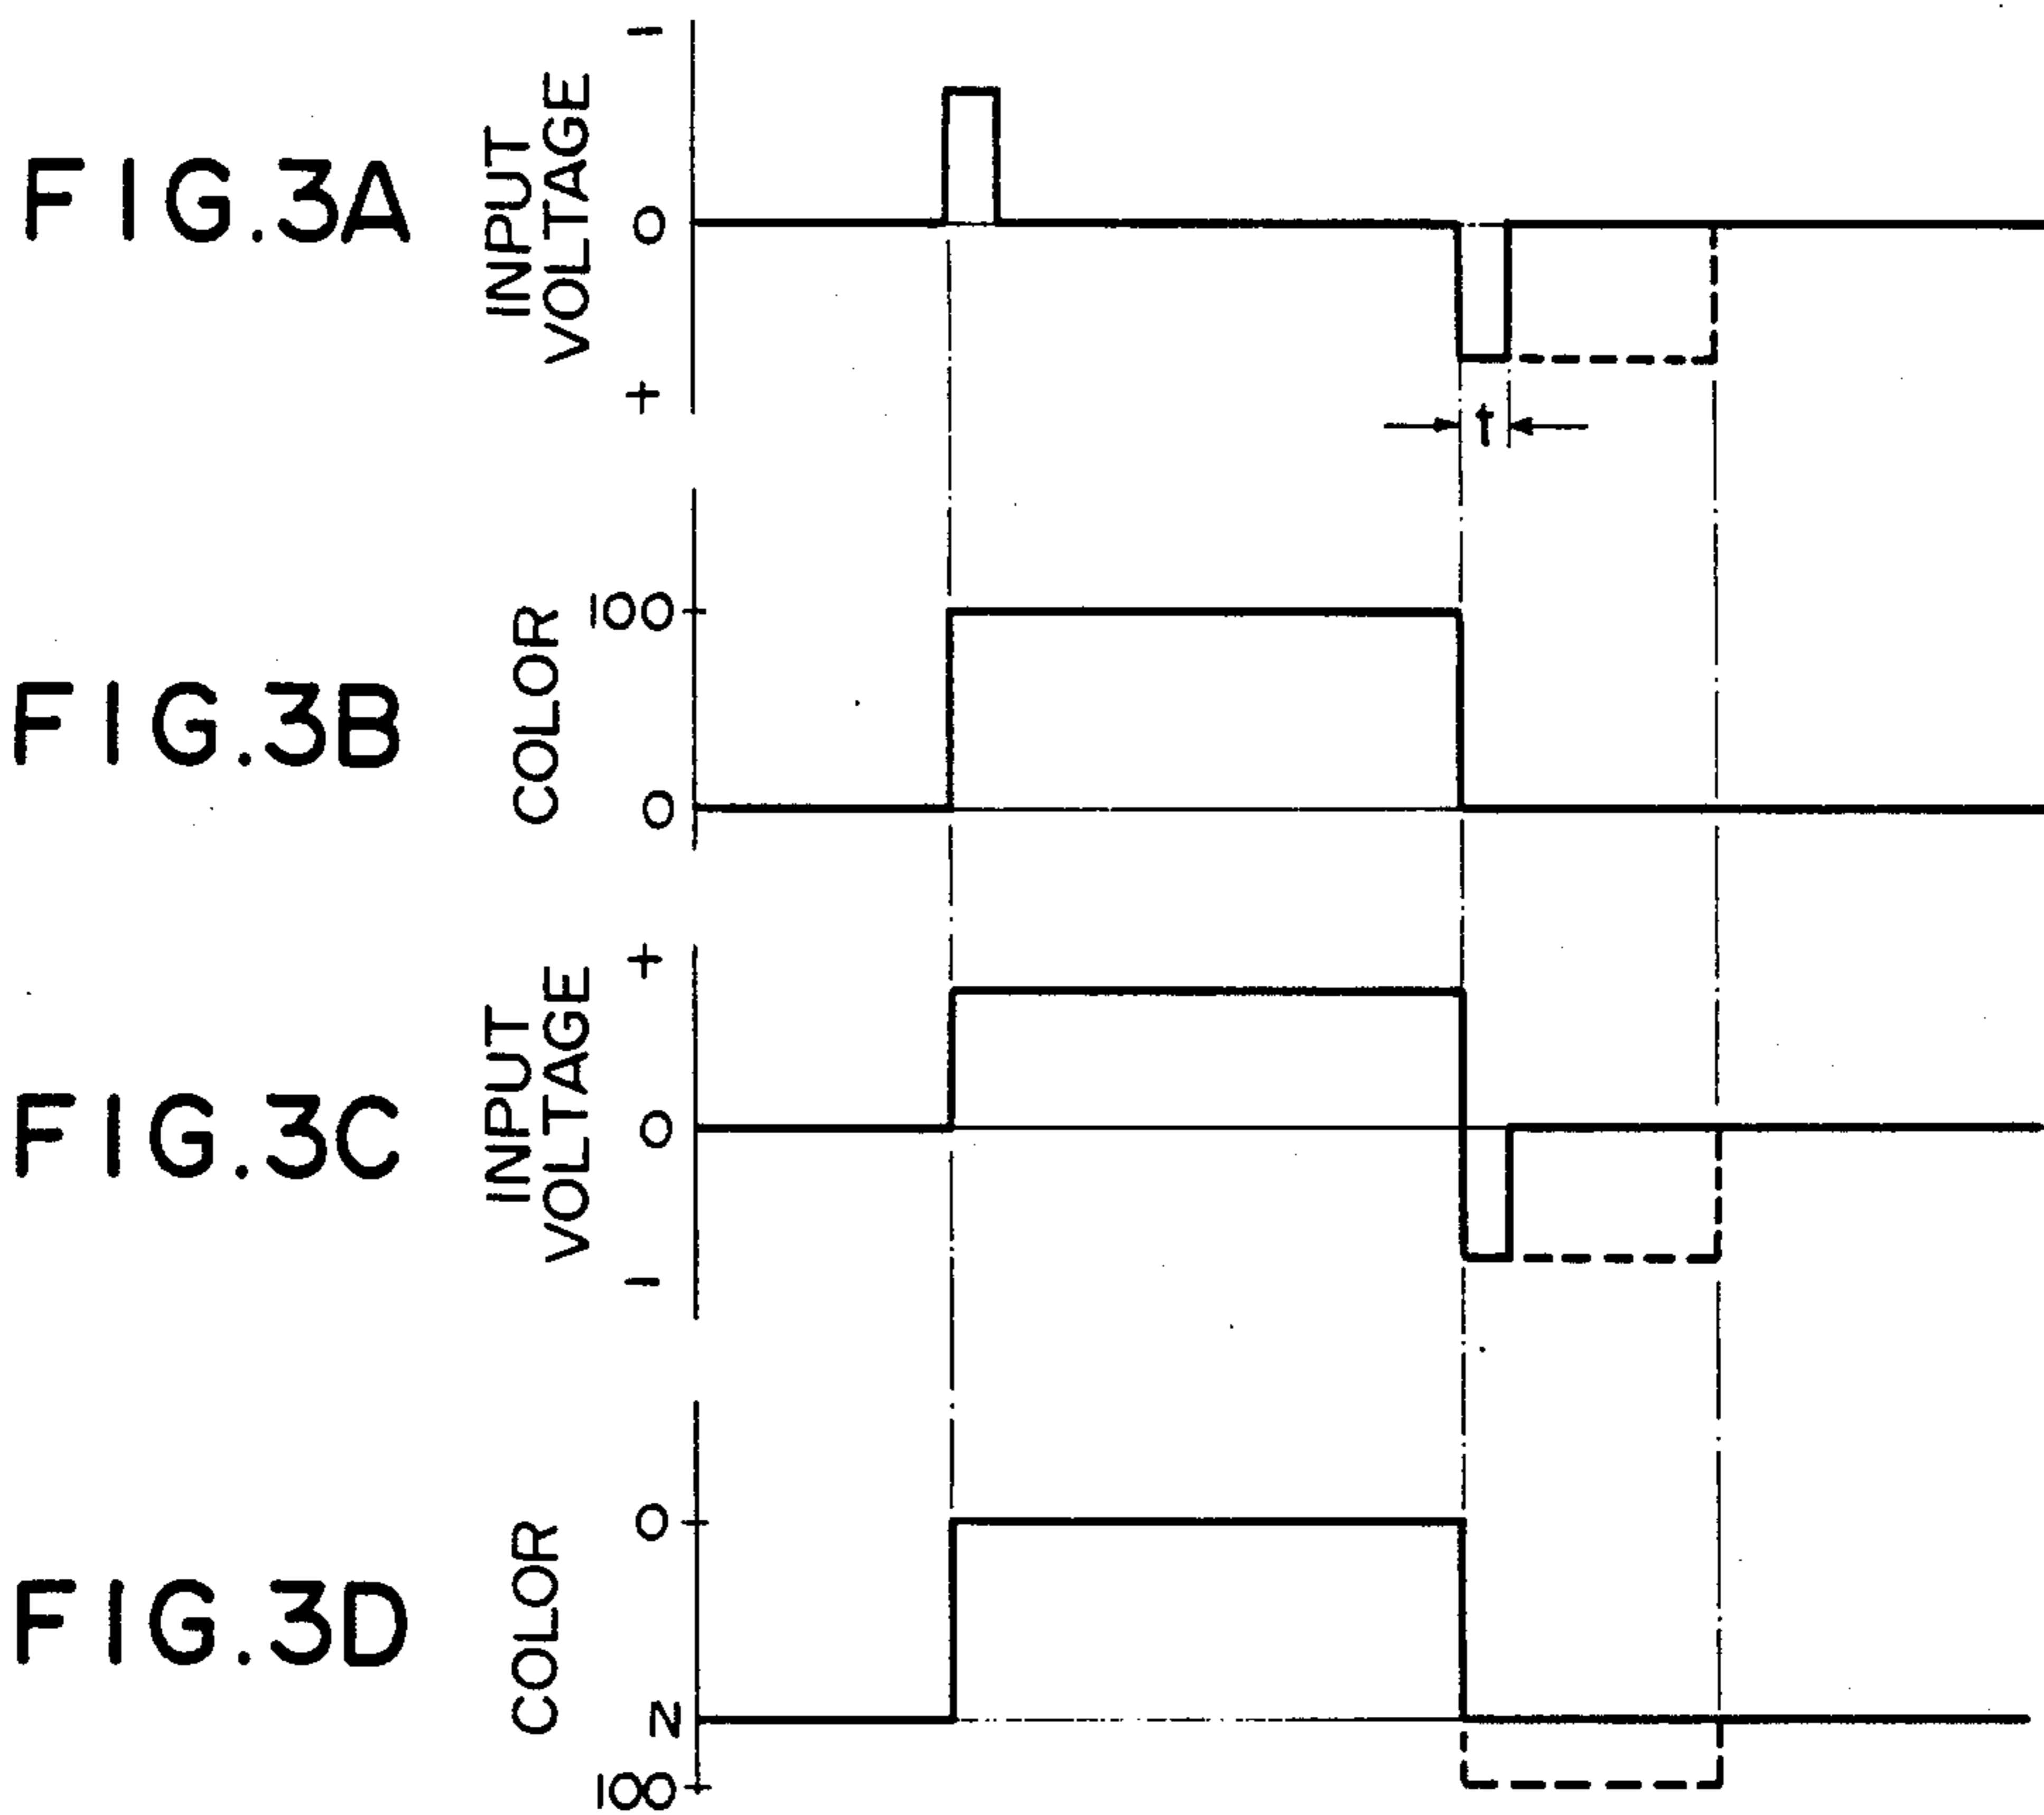 FIG.3A
INPUT
VOLTAGE
-
0
+
t
FIG.3B
COLOR
100
0
FIG.3C
INPUT
VOLTAGE
+
0
-
FIG.3D
COLOR
0
N
100